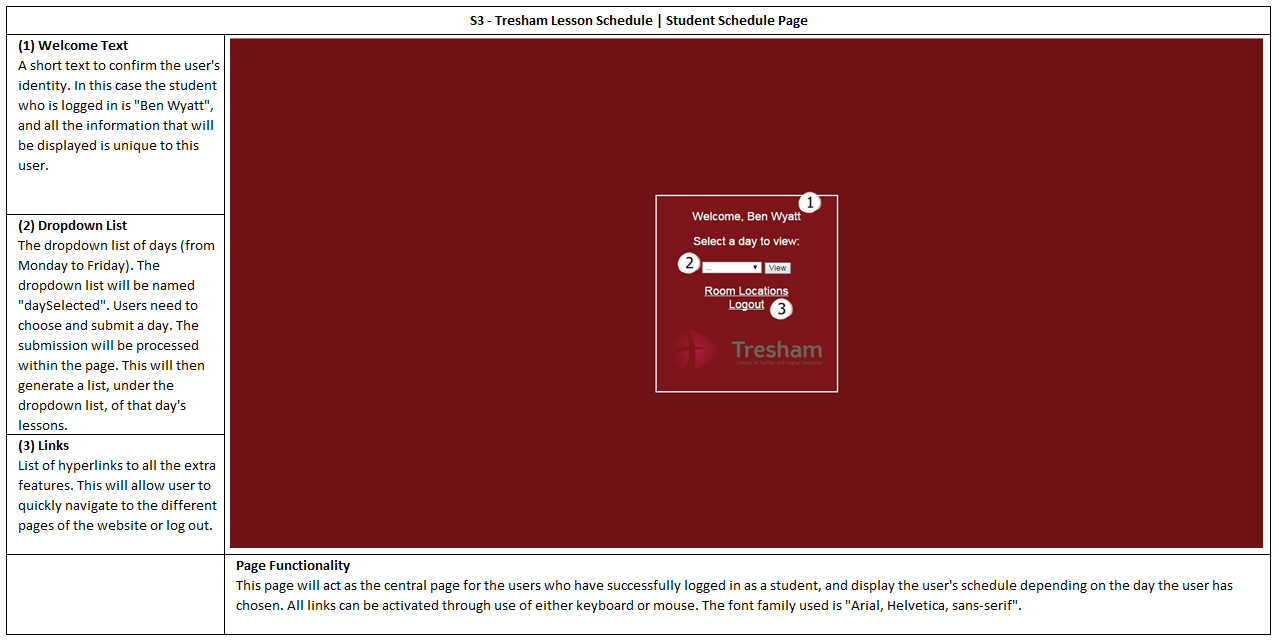 S3 - Tresham Lesson Schedule | Student Schedule Page
(1) Welcome Text
A short text to confirm the user's
identity. In this case the student
who is logged in is "Ben Wyatt",
and all the information that will
be displayed is unique to this
user.
(2) Dropdown List
The dropdown list of days (from
Monday to Friday). The
dropdown list will be named
"daySelected". Users need to
choose and submit a day. The
submission will be processed
within the page. This will then
generate a list, under the
dropdown list, of that day's
lessons.
(3) Links
List of hyperlinks to all the extra
features. This will allow user to
quickly navigate to the different
pages of the website or log out.
1
Welcome, Ben Wyatt
Select a day to view:
2
... View
Room Locations
Logout
3
Tresham
College of Further and Higher Education
Page Functionality
This page will act as the central page for the users who have successfully logged in as a student, and display the user's schedule depending on the day the user has
chosen. All links can be activated through use of either keyboard or mouse. The font family used is "Arial, Helvetica, sans-serif".